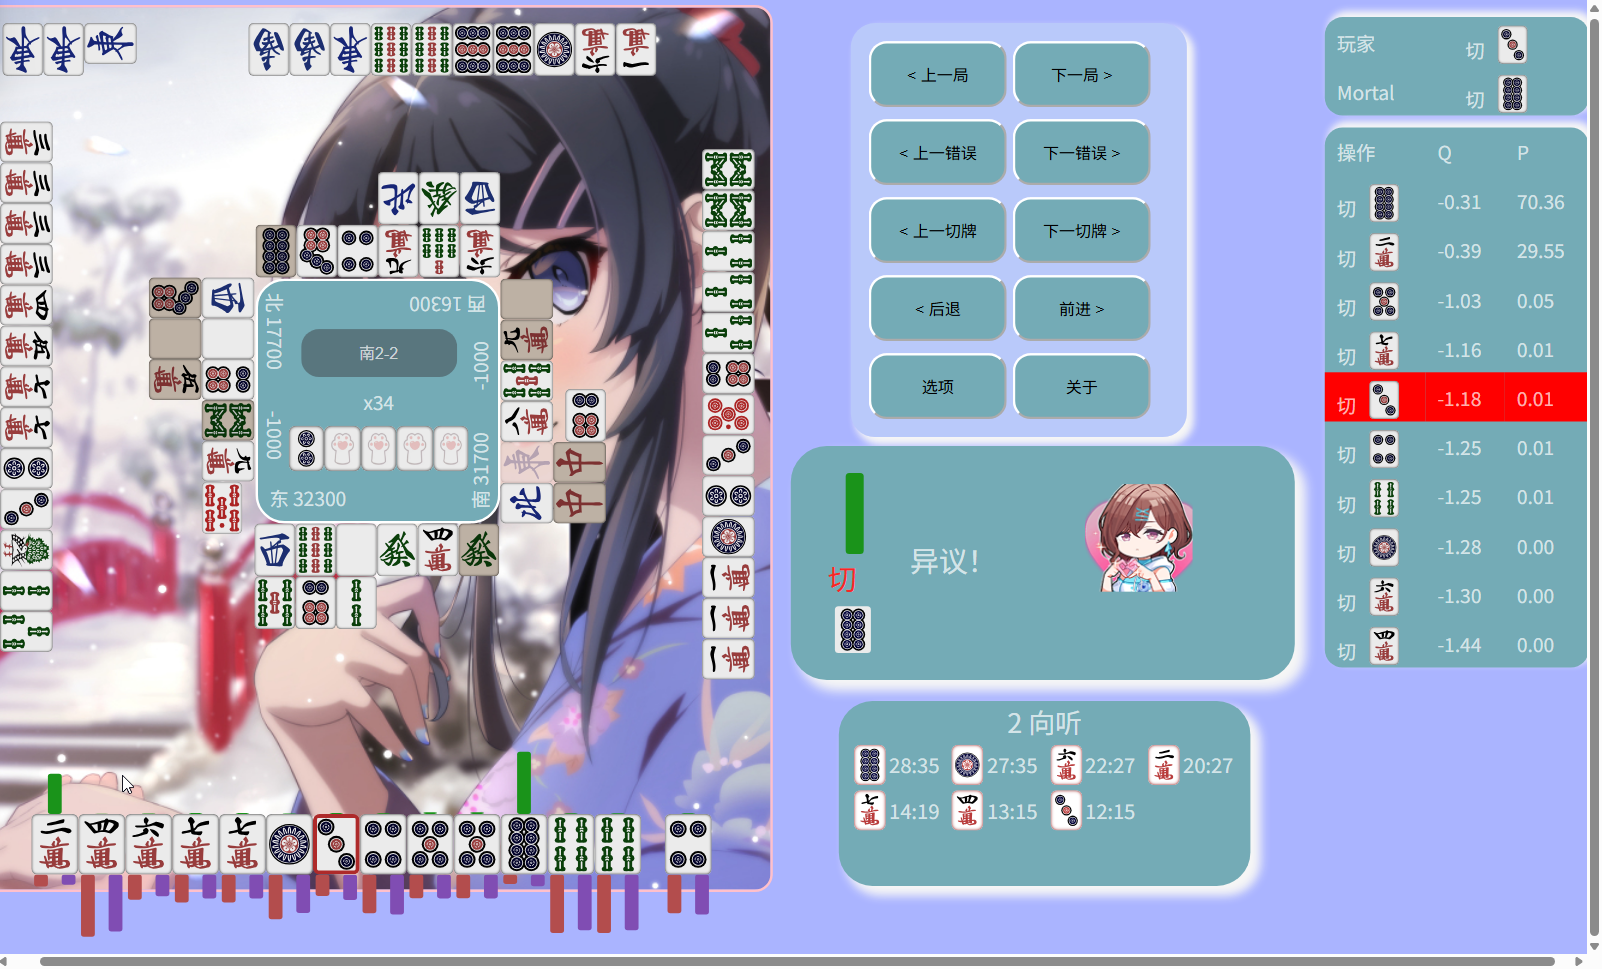 < 上一局
下一局 >
< 上一错误
下一错误 >
< 上一切牌
下一切牌 >
< 后退
前进 >
选项
关于
北 17700
西 16300
南2-2
-1000
x34
-1000
东 32300
南 31700
玩家 切
Mortal 切
操作 Q P
切 -0.31 70.36
切 -0.39 29.55
切 -1.03 0.05
切 -1.16 0.01
切 -1.18 0.01
切 -1.25 0.01
切 -1.25 0.01
切 -1.28 0.00
切 -1.30 0.00
切 -1.44 0.00
切
异议！
2 向听
28:35 27:35 22:27 20:27
14:19 13:15 12:15